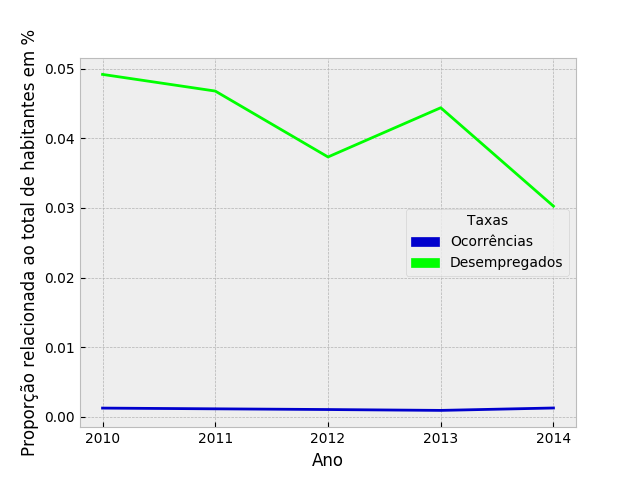 Proporção relacionada ao total de habitantes em %
0.05
0.04
0.03
0.02
0.01
0.00
Taxas
Ocorrências
Desempregados
2010 2011 2012 2013 2014
Ano